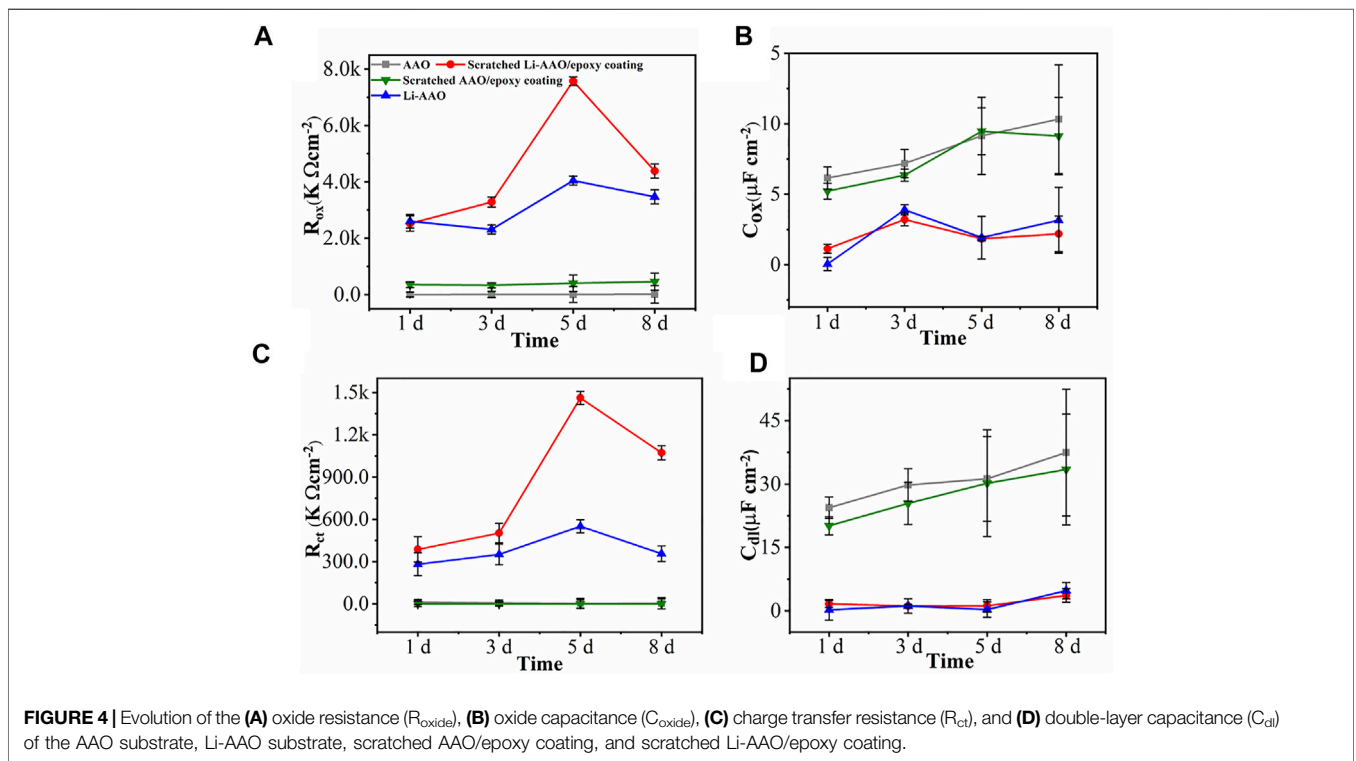 A
AAO Scratched Li-AAO/epoxy coating
Scratched AAO/epoxy coating
Li-AAO
8.0k
6.0k
4.0k
2.0k
0.0
Rox(K Ωcm-2)
1 d 3 d 5 d 8 d
Time
B
5
10
5
0
Cox(μF cm-2)
1 d 3 d 5 d 8 d
Time
C
1.5k
1.2k
900.0
600.0
300.0
0.0
Rct(K Ωcm-2)
1 d 3 d 5 d 8 d
Time
D
45
30
15
0
Cdl(μF cm-2)
1 d 3 d 5 d 8 d
Time
FIGURE 4 | Evolution of the (A) oxide resistance (Roxide), (B) oxide capacitance (Coxide), (C) charge transfer resistance (Rct), and (D) double-layer capacitance (Cdl)
of the AAO substrate, Li-AAO substrate, scratched AAO/epoxy coating, and scratched Li-AAO/epoxy coating.